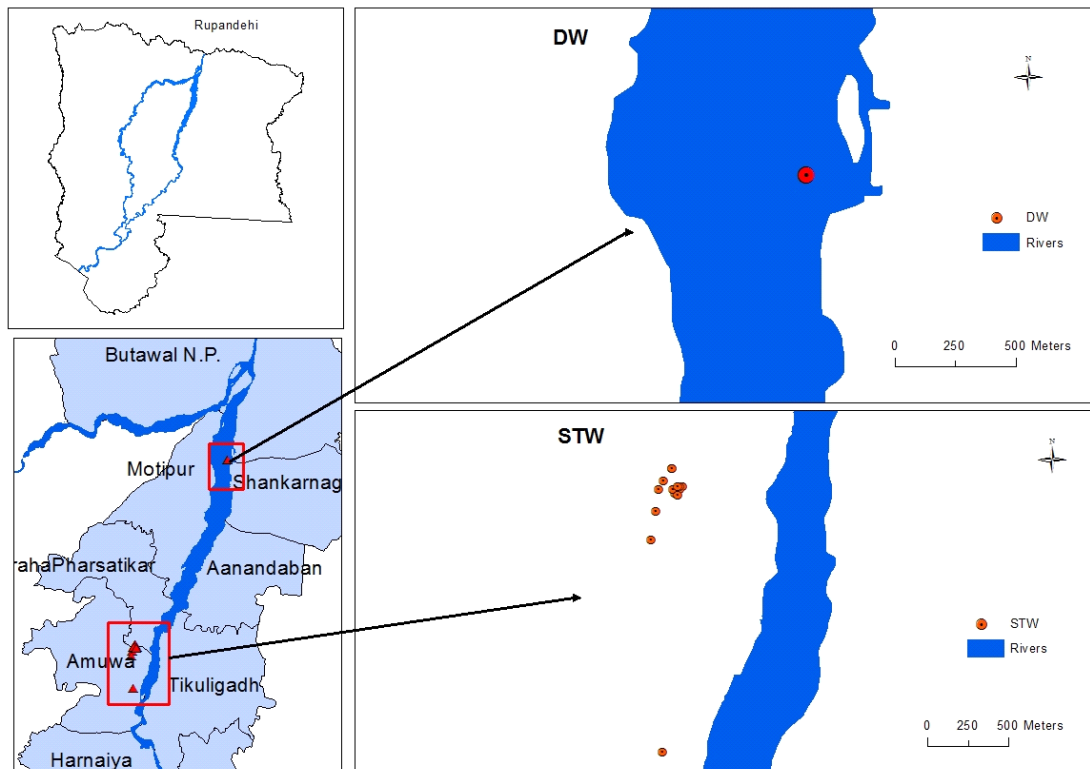 Rupandehi
Butawal N.P.
Motipur
Shankarnag
rahaPharsatikar
Aanandaban
Amuwa
Tikuligadh
Harnaiya
DW
N
DW
Rivers
0 250 500 Meters
STW
N
STW
Rivers
0 250 500 Meters